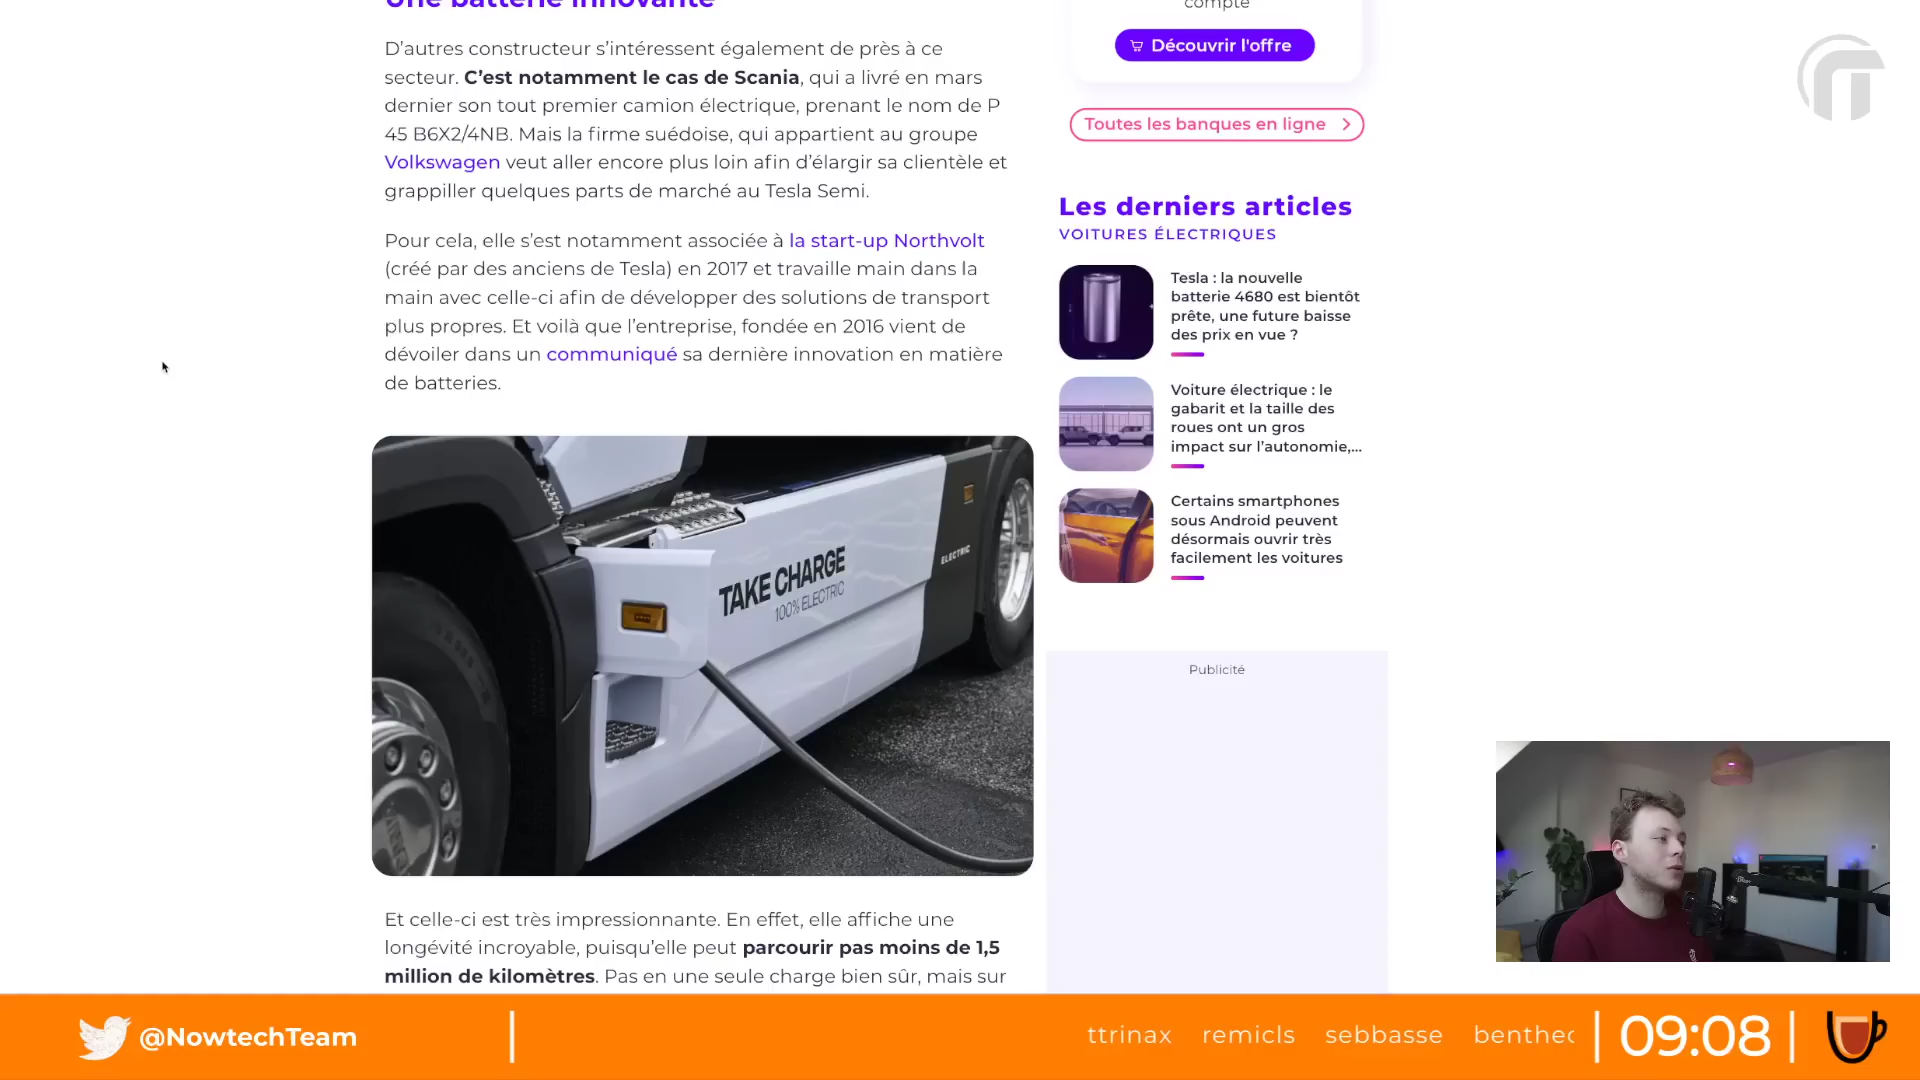 Une batterie innovante
D’autres constructeur s’intéressent également de près à ce
secteur. C’est notamment le cas de Scania, qui a livré en mars
dernier son tout premier camion électrique, prenant le nom de P
45 B6X2/4NB. Mais la firme suédoise, qui appartient au groupe
Volkswagen veut aller encore plus loin afin d’élargir sa clientèle et
grappiller quelques parts de marché au Tesla Semi.
Pour cela, elle s’est notamment associée à la start-up Northvolt
(créé par des anciens de Tesla) en 2017 et travaille main dans la
main avec celle-ci afin de développer des solutions de transport
plus propres. Et voilà que l’entreprise, fondée en 2016 vient de
dévoiler dans un communiqué sa dernière innovation en matière
de batteries.
TAKE CHARGE
100% ELECTRIC
ELECTRIC
Et celle-ci est très impressionnante. En effet, elle affiche une
longévité incroyable, puisqu’elle peut parcourir pas moins de 1,5
million de kilomètres. Pas en une seule charge bien sûr, mais sur
compte
Découvrir l'offre
Toutes les banques en ligne
Les derniers articles
VOITURES ÉLECTRIQUES
Tesla : la nouvelle
batterie 4680 est bientôt
prête, une future baisse
des prix en vue ?
Voiture électrique : le
gabarit et la taille des
roues ont un gros
impact sur l’autonomie,...
Certains smartphones
sous Android peuvent
désormais ouvrir très
facilement les voitures
Publicité
@NowtechTeam
ttrinax remicls sebbasse
09:08